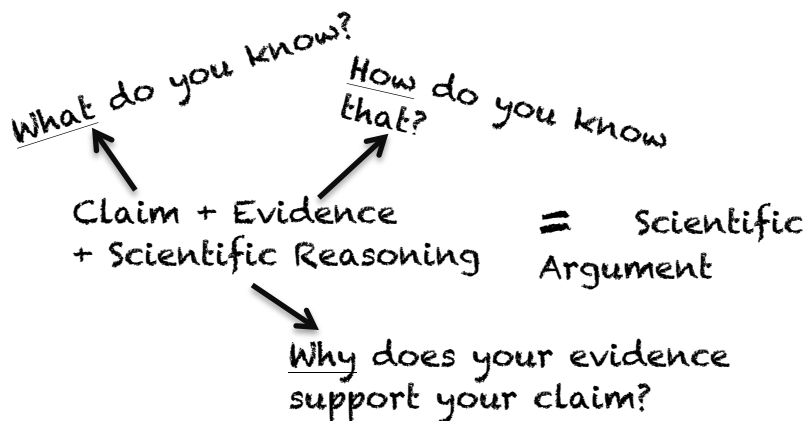 What do you know?
How do you know
that?
Claim + Evidence
+ Scientific Reasoning
= Scientific
Argument
Why does your evidence
support your claim?